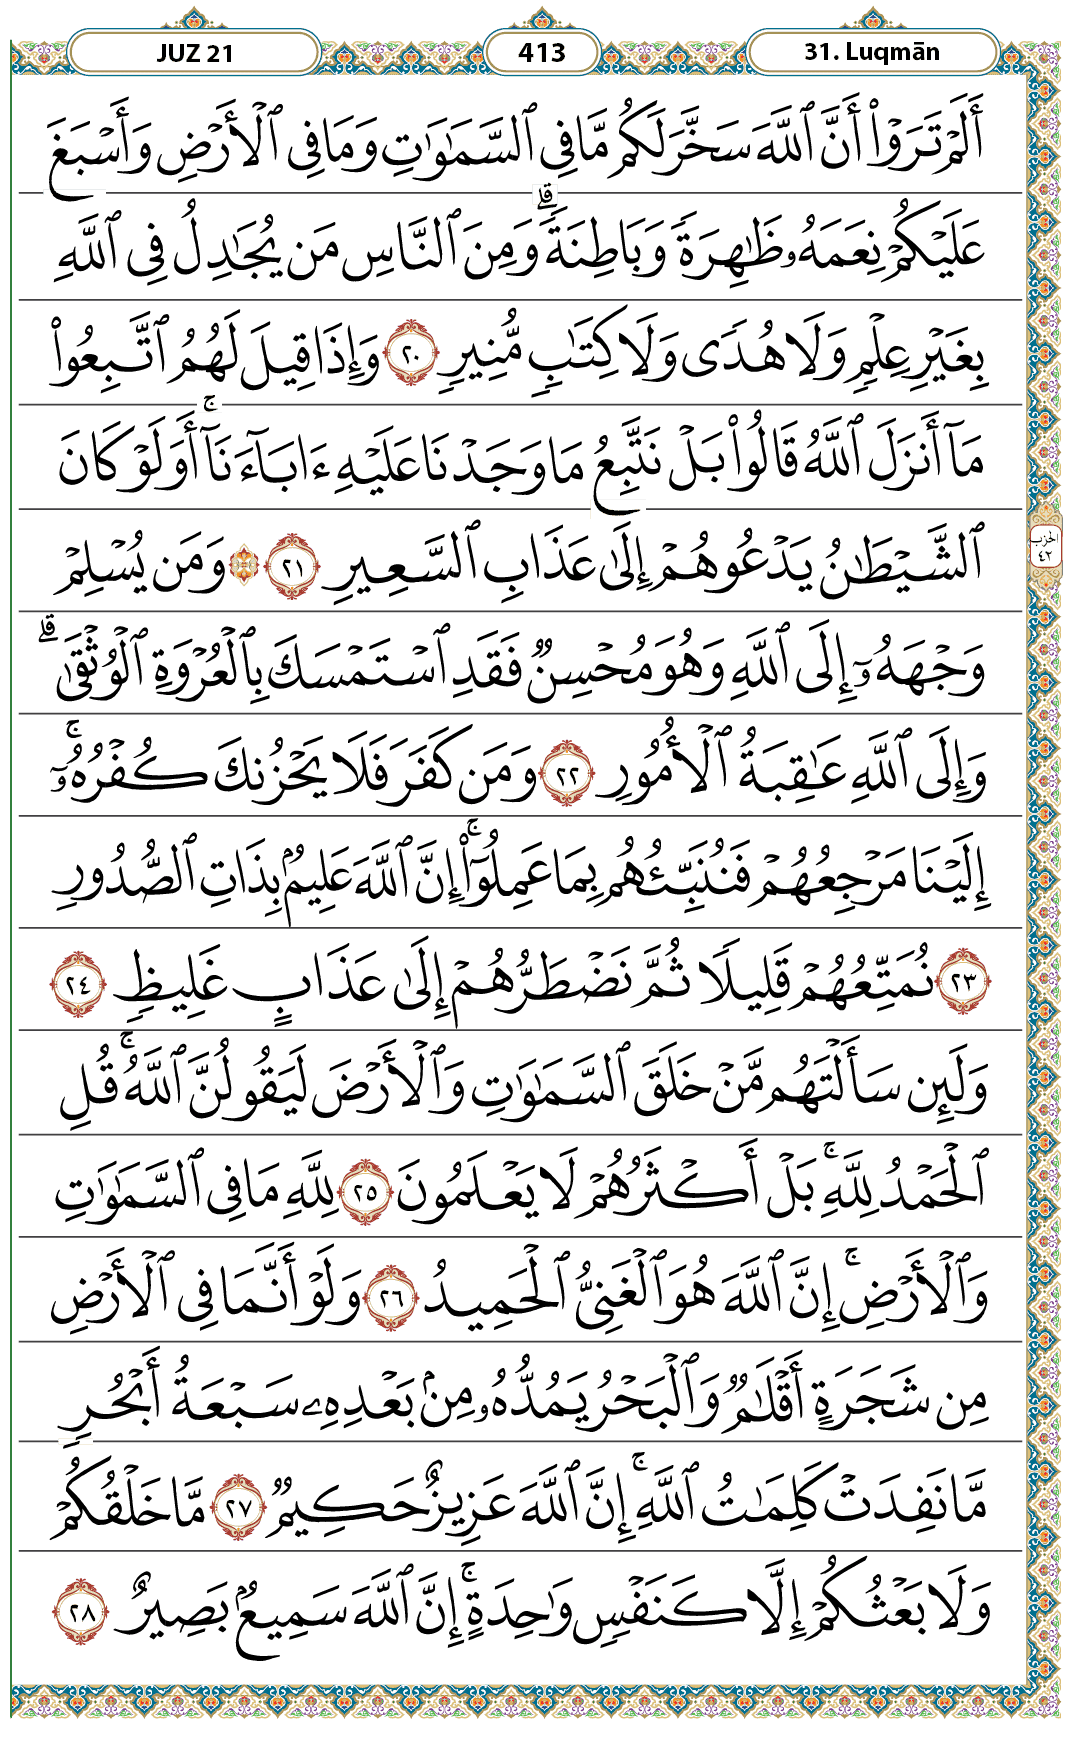 JUZ 21
413
31. Luqmān
أَلَمْ تَرَوْا۟ أَنَّ ٱللَّهَ سَخَّرَ لَكُم مَّا فِى ٱلسَّمَـٰوَٰتِ وَمَا فِى ٱلْأَرْضِ وَأَسْبَغَ
عَلَيْكُمْ نِعَمَهُۥ ظَـٰهِرَةً وَبَاطِنَةً ۗ وَمِنَ ٱلنَّاسِ مَن يُجَـٰدِلُ فِى ٱللَّهِ
بِغَيْرِ عِلْمٍ وَلَا هُدًى وَلَا كِتَـٰبٍ مُّنِيرٍ ٢٠ وَإِذَا قِيلَ لَهُمُ ٱتَّبِعُوا۟
مَآ أَنزَلَ ٱللَّهُ قَالُوا۟ بَلْ نَتَّبِعُ مَا وَجَدْنَا عَلَيْهِ ءَابَآءَنَآ ۚ أَوَلَوْ كَانَ
ٱلشَّيْطَـٰنُ يَدْعُوهُمْ إِلَىٰ عَذَابِ ٱلسَّعِيرِ ٢١ وَمَن يُسْلِمْ
الحزب
٤٢
وَجْهَهُۥٓ إِلَى ٱللَّهِ وَهُوَ مُحْسِنٌ فَقَدِ ٱسْتَمْسَكَ بِٱلْعُرْوَةِ ٱلْوُثْقَىٰ ۗ
وَإِلَى ٱللَّهِ عَـٰقِبَةُ ٱلْأُمُورِ ٢٢ وَمَن كَفَرَ فَلَا يَحْزُنكَ كُفْرُهُۥٓ ۚ
إِلَيْنَا مَرْجِعُهُمْ فَنُنَبِّئُهُم بِمَا عَمِلُوٓا۟ ۚ إِنَّ ٱللَّهَ عَلِيمٌۢ بِذَاتِ ٱلصُّدُورِ
٢٣ نُمَتِّعُهُمْ قَلِيلًا ثُمَّ نَضْطَرُّهُمْ إِلَىٰ عَذَابٍ غَلِيظٍ ٢٤
وَلَئِن سَأَلْتَهُم مَّنْ خَلَقَ ٱلسَّمَـٰوَٰتِ وَٱلْأَرْضَ لَيَقُولُنَّ ٱللَّهُ ۚ قُلِ
ٱلْحَمْدُ لِلَّهِ ۚ بَلْ أَكْثَرُهُمْ لَا يَعْلَمُونَ ٢٥ لِلَّهِ مَا فِى ٱلسَّمَـٰوَٰتِ
وَٱلْأَرْضِ ۚ إِنَّ ٱللَّهَ هُوَ ٱلْغَنِىُّ ٱلْحَمِيدُ ٢٦ وَلَوْ أَنَّمَا فِى ٱلْأَرْضِ
مِن شَجَرَةٍ أَقْلَـٰمٌ وَٱلْبَحْرُ يَمُدُّهُۥ مِنۢ بَعْدِهِۦ سَبْعَةُ أَبْحُرٍ
مَّا نَفِدَتْ كَلِمَـٰتُ ٱللَّهِ ۚ إِنَّ ٱللَّهَ عَزِيزٌ حَكِيمٌ ٢٧ مَّا خَلْقُكُمْ
وَلَا بَعْثُكُمْ إِلَّا كَنَفْسٍ وَٰحِدَةٍ ۚ إِنَّ ٱللَّهَ سَمِيعٌۢ بَصِيرٌ ٢٨